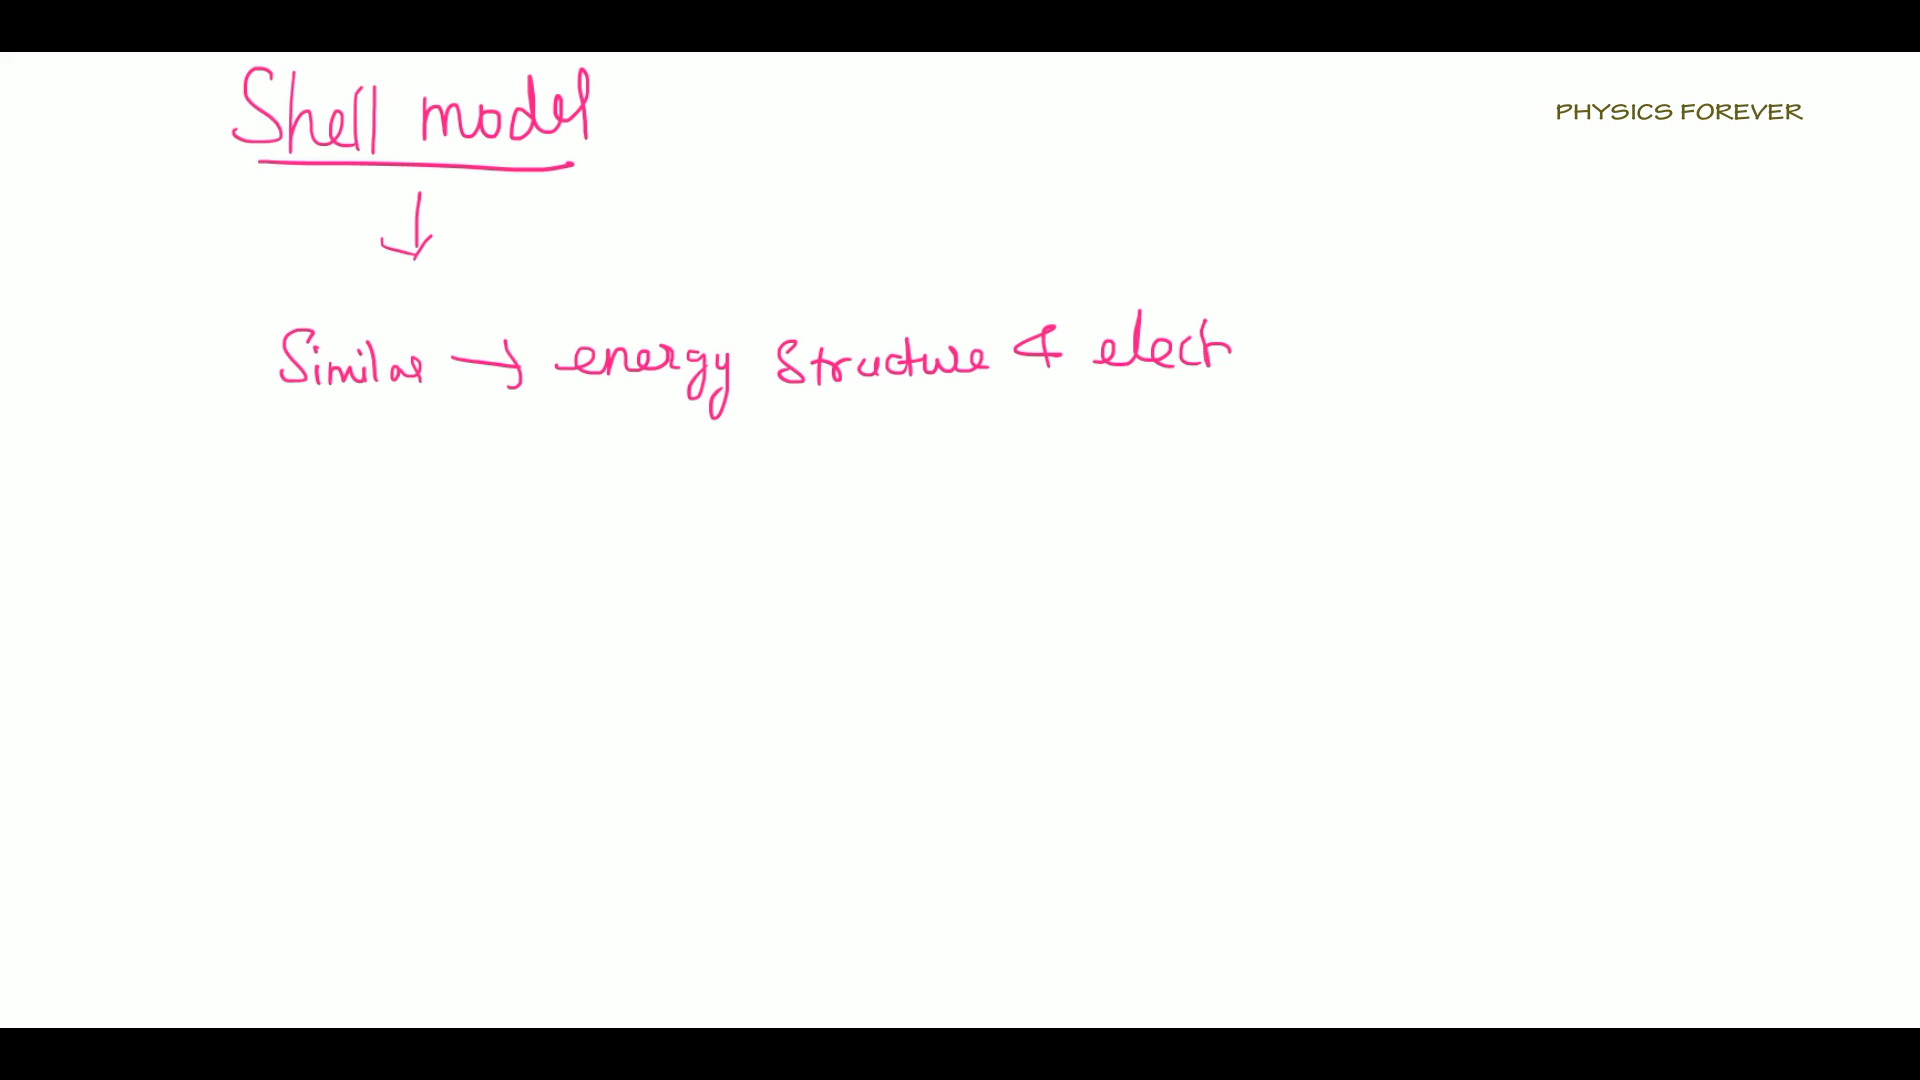 Shell model
PHYSICS FOREVER
↓
Similar → energy structure & elect